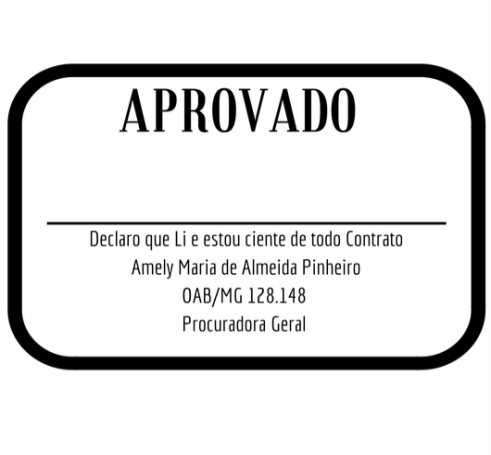 APROVADO
Declaro que Li e estou ciente de todo Contrato
Amely Maria de Almeida Pinheiro
OAB/MG 128.148
Procuradora Geral